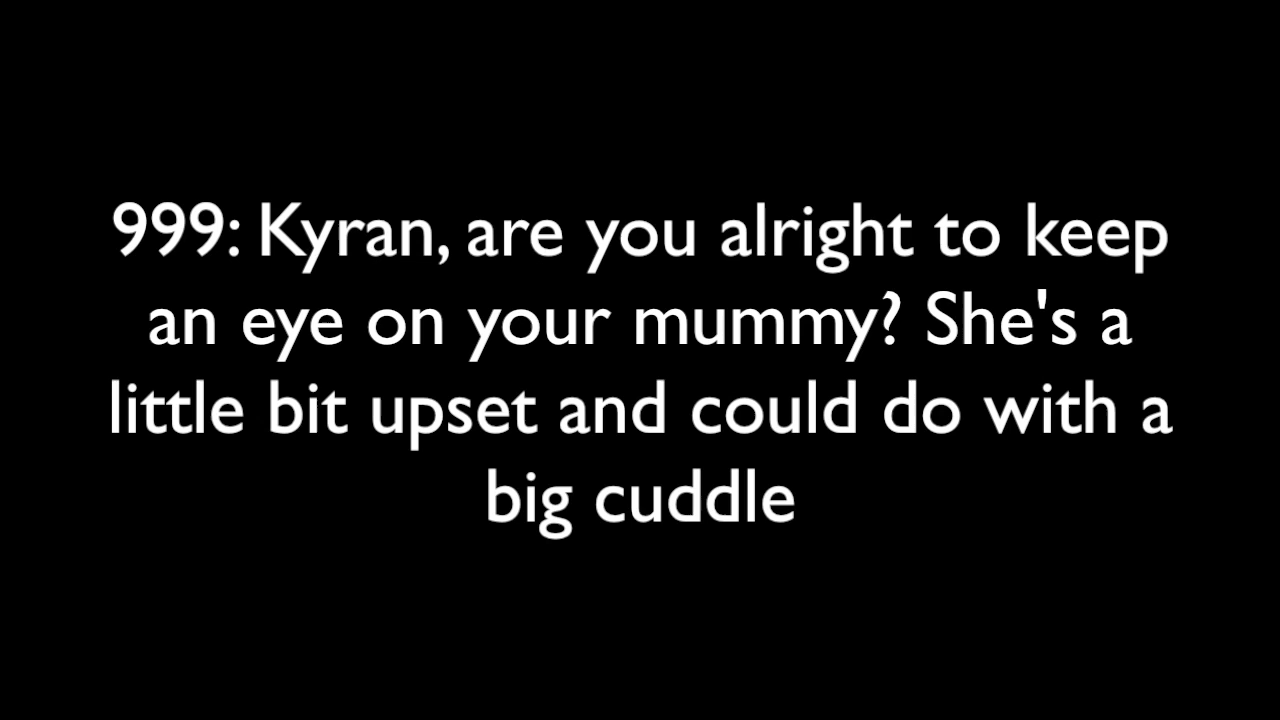 999: Kyran, are you alright to keep
an eye on your mummy? She's a
little bit upset and could do with a
big cuddle